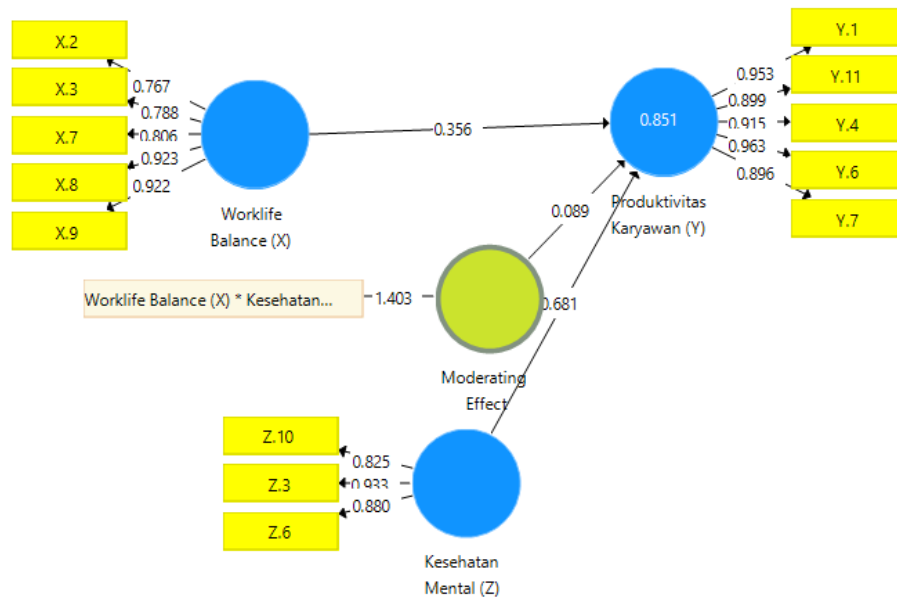 X.2
X.3
X.7
X.8
X.9
0.767
0.788
0.806
0.923
0.922
Worklife
Balance (X)
0.356
0.851
Produktivitas
Karyawan (Y)
0.953
0.899
0.915
0.963
0.896
Y.1
Y.11
Y.4
Y.6
Y.7
0.089
Worklife Balance (X) * Kesehatan...
1.403
0.681
Moderating
Effect
Z.10
Z.3
Z.6
0.825
0.933
0.880
Kesehatan
Mental (Z)